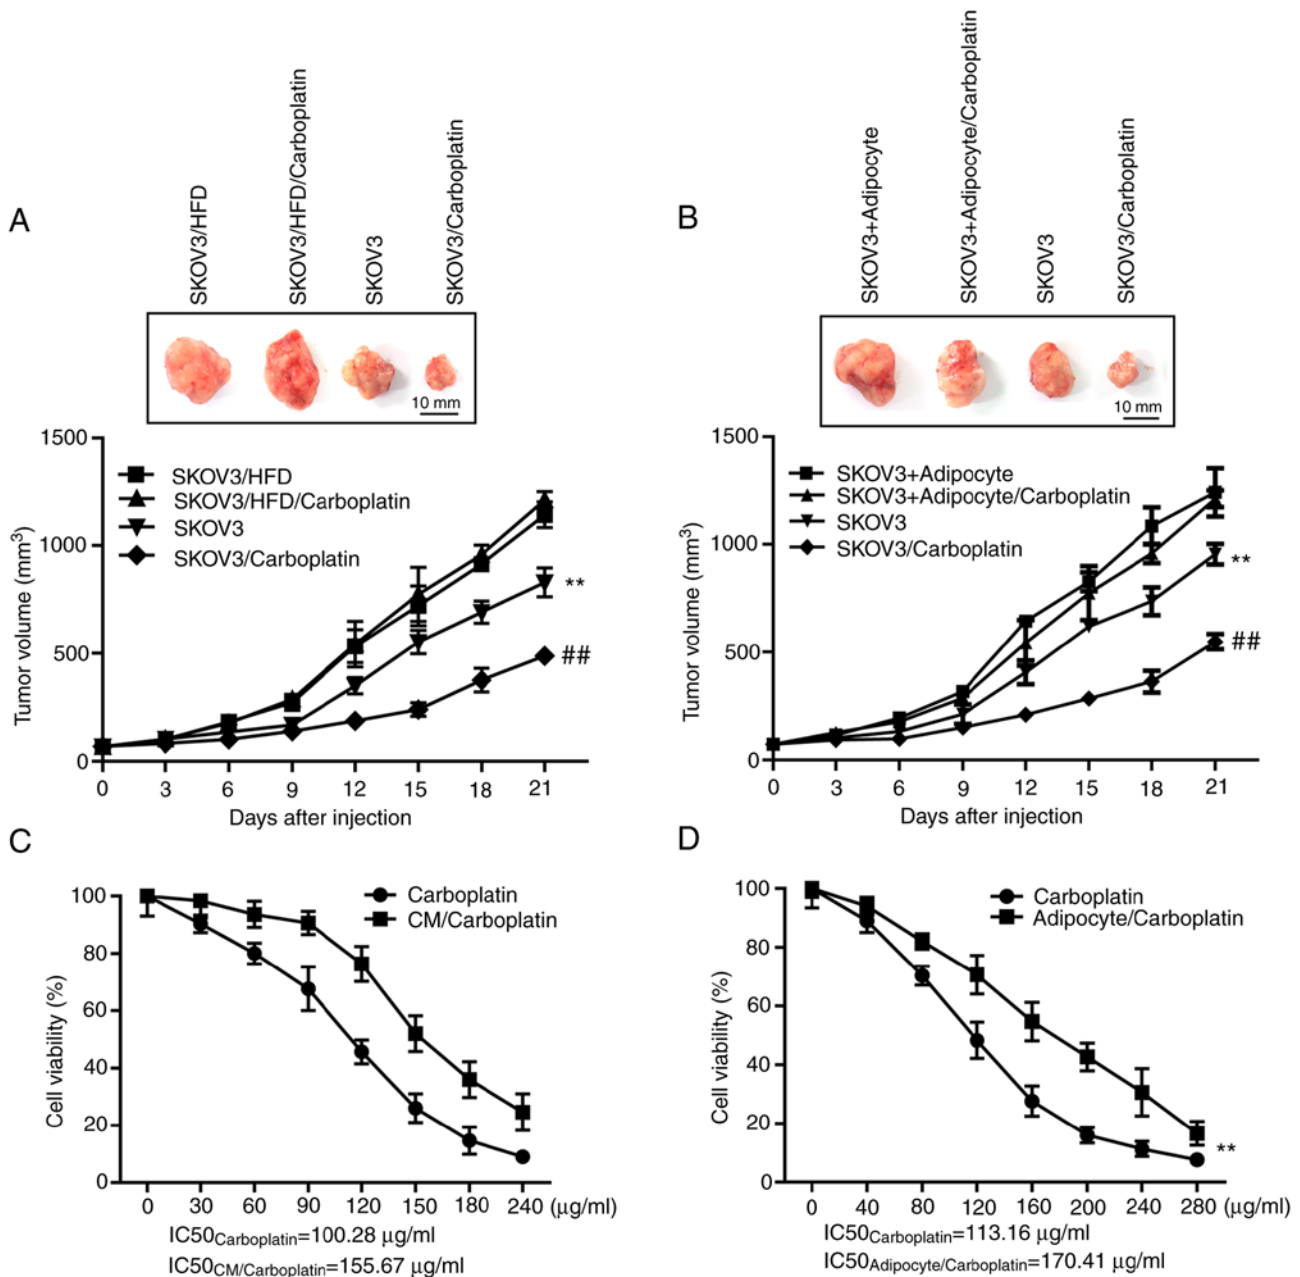 A
SKOV3/HFD
SKOV3/HFD/Carboplatin
SKOV3
SKOV3/Carboplatin
10 mm
1500
1000
500
0
Tumor volume (mm³)
SKOV3/HFD
SKOV3/HFD/Carboplatin
SKOV3
SKOV3/Carboplatin
**
##
0 3 6 9 12 15 18 21
Days after injection
B
SKOV3+Adipocyte
SKOV3+Adipocyte/Carboplatin
SKOV3
SKOV3/Carboplatin
10 mm
1500
1000
500
0
Tumor volume (mm³)
SKOV3+Adipocyte
SKOV3+Adipocyte/Carboplatin
SKOV3
SKOV3/Carboplatin
**
##
0 3 6 9 12 15 18 21
Days after injection
C
100
80
60
40
20
0
Cell viability (%)
Carboplatin
CM/Carboplatin
0 30 60 90 120 150 180 240 (μg/ml)
IC50Carboplatin=100.28 μg/ml
IC50CM/Carboplatin=155.67 μg/ml
D
100
80
60
40
20
0
Cell viability (%)
Carboplatin
Adipocyte/Carboplatin
**
0 40 80 120 160 200 240 280 (μg/ml)
IC50Carboplatin=113.16 μg/ml
IC50Adipocyte/Carboplatin=170.41 μg/ml